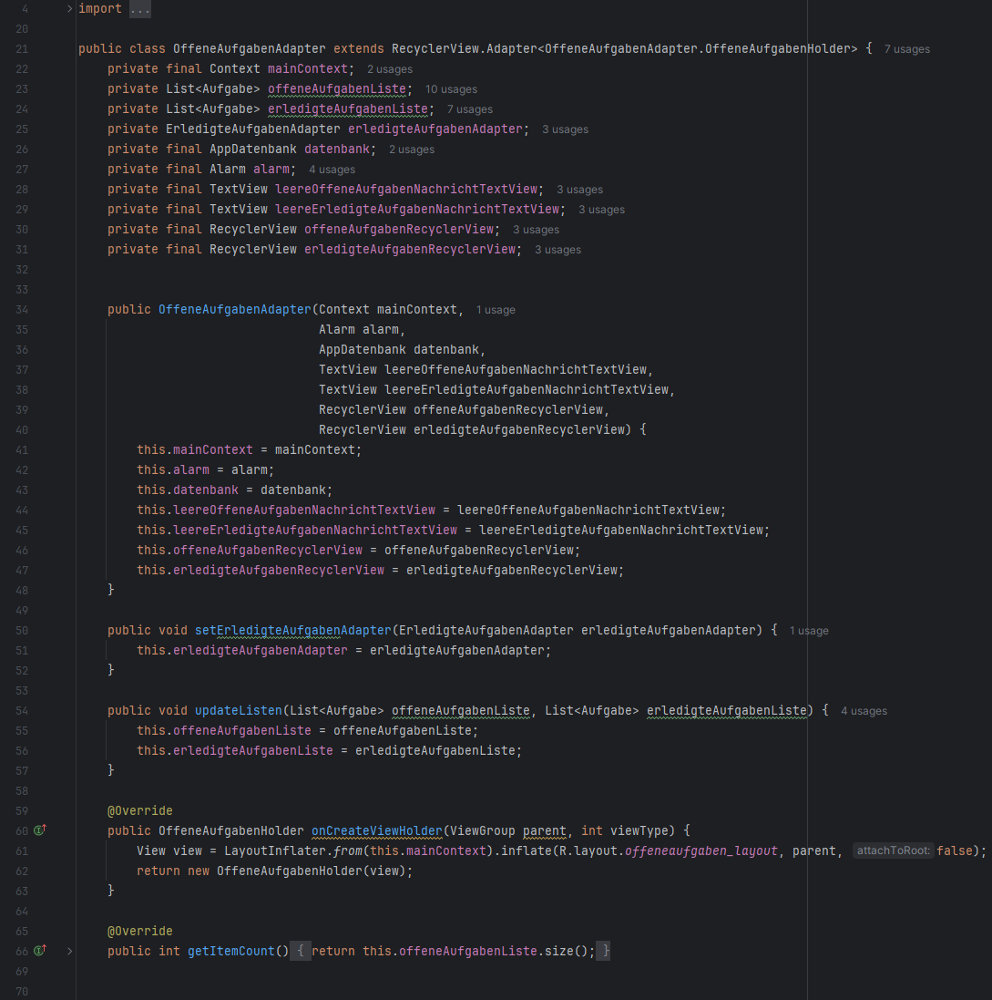 4 import ...
20
21 public class OffeneAufgabenAdapter extends RecyclerView.Adapter<OffeneAufgabenAdapter.OffeneAufgabenHolder> { 7 usages
22 private final Context mainContext; 2 usages
23 private List<Aufgabe> offeneAufgabenListe; 10 usages
24 private List<Aufgabe> erledigteAufgabenListe; 7 usages
25 private ErledigteAufgabenAdapter erledigteAufgabenAdapter; 3 usages
26 private final AppDatenbank datenbank; 2 usages
27 private final Alarm alarm; 4 usages
28 private final TextView leereOffeneAufgabenNachrichtTextView; 3 usages
29 private final TextView leereErledigteAufgabenNachrichtTextView; 3 usages
30 private final RecyclerView offeneAufgabenRecyclerView; 3 usages
31 private final RecyclerView erledigteAufgabenRecyclerView; 3 usages
32
33
34 public OffeneAufgabenAdapter(Context mainContext, 1 usage
35 Alarm alarm,
36 AppDatenbank datenbank,
37 TextView leereOffeneAufgabenNachrichtTextView,
38 TextView leereErledigteAufgabenNachrichtTextView,
39 RecyclerView offeneAufgabenRecyclerView,
40 RecyclerView erledigteAufgabenRecyclerView) {
41 this.mainContext = mainContext;
42 this.alarm = alarm;
43 this.datenbank = datenbank;
44 this.leereOffeneAufgabenNachrichtTextView = leereOffeneAufgabenNachrichtTextView;
45 this.leereErledigteAufgabenNachrichtTextView = leereErledigteAufgabenNachrichtTextView;
46 this.offeneAufgabenRecyclerView = offeneAufgabenRecyclerView;
47 this.erledigteAufgabenRecyclerView = erledigteAufgabenRecyclerView;
48 }
49
50 public void setErledigteAufgabenAdapter(ErledigteAufgabenAdapter erledigteAufgabenAdapter) { 1 usage
51 this.erledigteAufgabenAdapter = erledigteAufgabenAdapter;
52 }
53
54 public void updateListen(List<Aufgabe> offeneAufgabenListe, List<Aufgabe> erledigteAufgabenListe) { 4 usages
55 this.offeneAufgabenListe = offeneAufgabenListe;
56 this.erledigteAufgabenListe = erledigteAufgabenListe;
57 }
58
59 @Override
60 public OffeneAufgabenHolder onCreateViewHolder(ViewGroup parent, int viewType) {
61 View view = LayoutInflater.from(this.mainContext).inflate(R.layout.offeneaufgaben_layout, parent, attachToRoot: false);
62 return new OffeneAufgabenHolder(view);
63 }
64
65 @Override
66 public int getItemCount() { return this.offeneAufgabenListe.size(); }
69
70